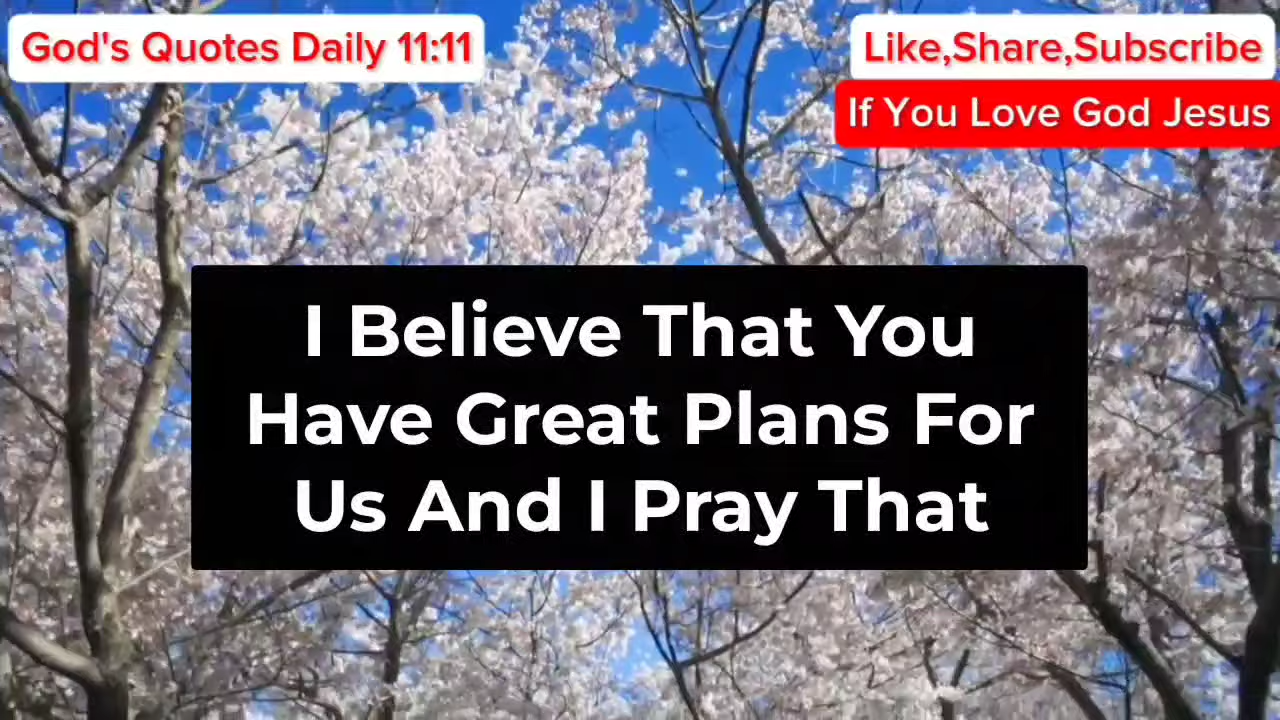 God's Quotes Daily 11:11
Like,Share,Subscribe
If You Love God Jesus
I Believe That You
Have Great Plans For
Us And I Pray That